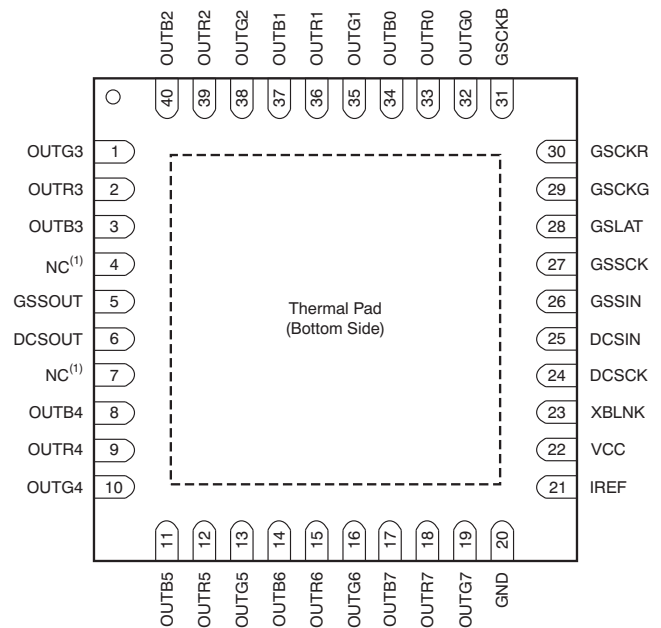 OUTB2 OUTR2 OUTG2 OUTB1 OUTR1 OUTG1 OUTB0 OUTR0 OUTG0 GSCKB
40 39 38 37 36 35 34 33 32 31
OUTG3 1 30 GSCKR
OUTR3 2 29 GSCKG
OUTB3 3 28 GSLAT
NC(1) 4 27 GSSCK
GSSOUT 5 26 GSSIN
Thermal Pad
(Bottom Side)
DCSOUT 6 25 DCSIN
NC(1) 7 24 DCSCK
OUTB4 8 23 XBLNK
OUTR4 9 22 VCC
OUTG4 10 21 IREF
11 12 13 14 15 16 17 18 19 20
OUTB5 OUTR5 OUTG5 OUTB6 OUTR6 OUTG6 OUTB7 OUTR7 OUTG7 GND